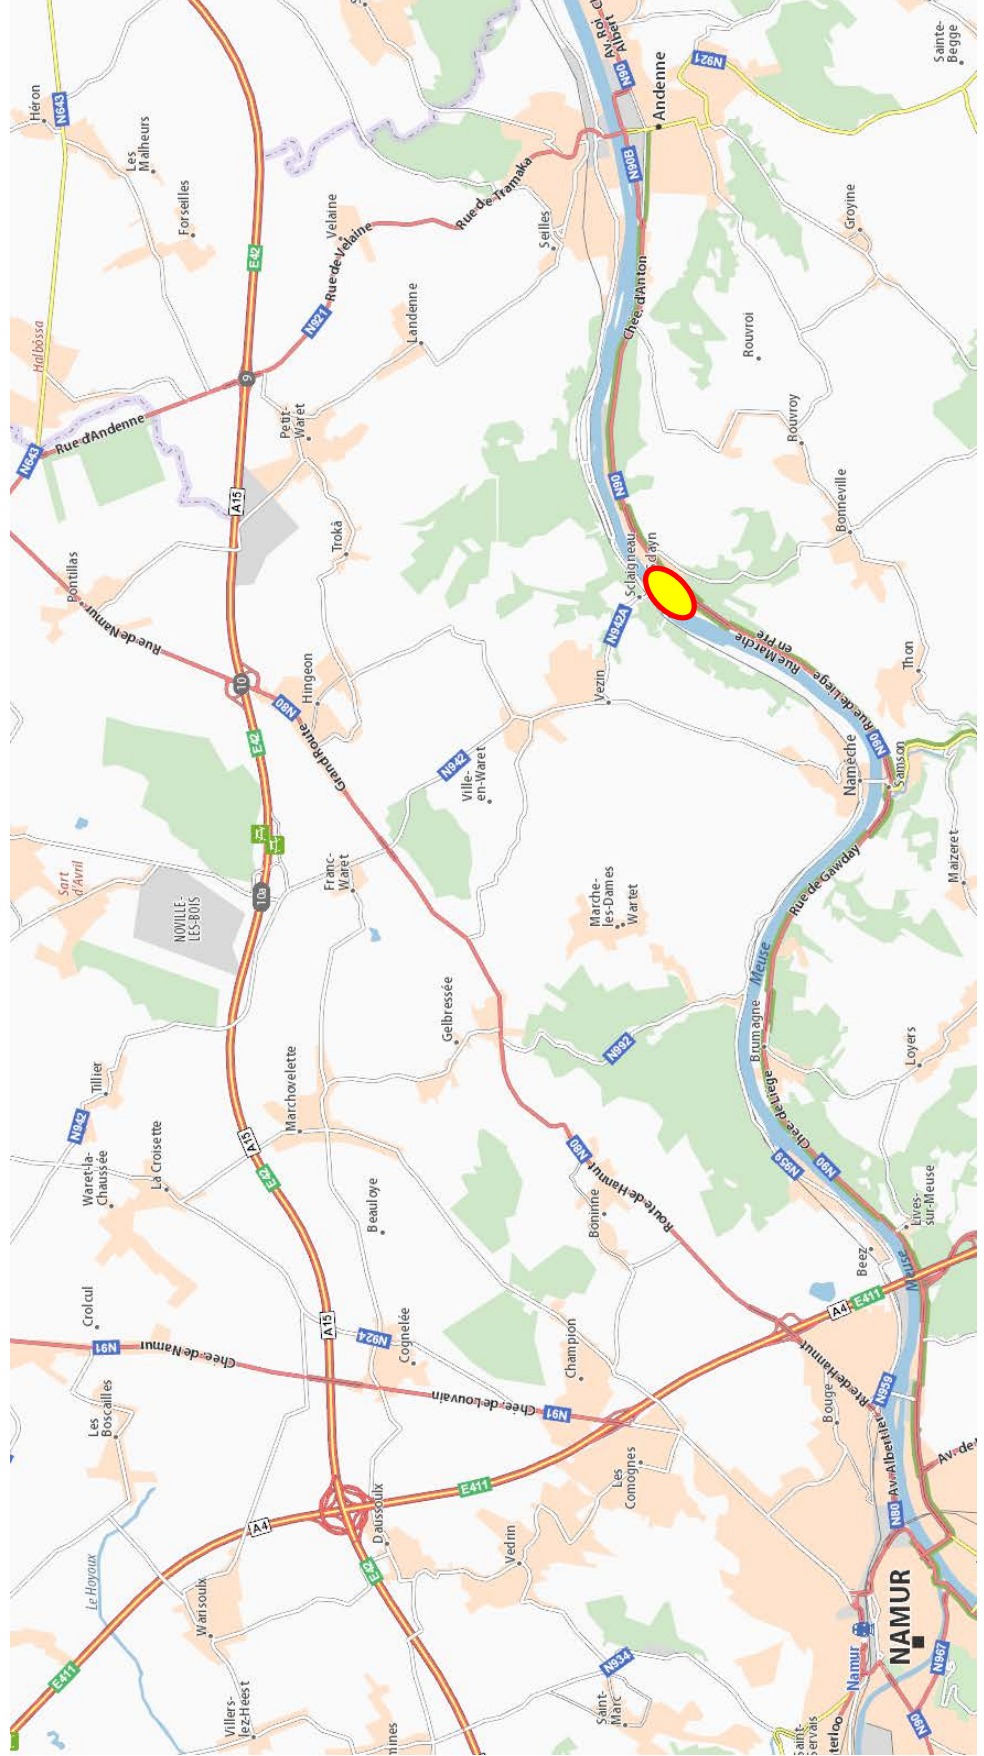 Héron
N643
Les
Malheurs
Forseilles
E42
Halbössa
N643
Rue d'Andenne
9
N921
Rue de Velaine
Velaine
Landenne
Rue de Tramaka
Seilles
Av. Roi
Albert
N90
Andenne
N921
Sainte-
Begge
N90B
Chée. d'Anton
Groyine
Rouvroi
Rouvroy
Bonneville
Petit-
Waret
A15
Troka
Pontillas
Rue de Namur
10
Hingeon
N80
Grand Route
E42
N942
Ville-
en-Waret
Vezin
N942A
Sclaigneau
N90
Rue Marche
en Pré
Rue de Liège
N90
Thon
Namêche
Samson
Maizeret
Rue de Gawday
Sart
d'Avril
NOVILLE-
LES-BOIS
10a
Franc-
Waret
Marche-
les-Dames
Wartet
Gelbressée
N992
Meuse
Brumagne
Chée. de Liège
Loyers
N90
N959
Tillier
N942
Waret-la-
Chaussée
La Croisette
Marchovelette
A15
E42
Beauloye
N80
Route de Hannut
Boninne
Lives-
sur-Meuse
Beez
Meuse
A4
E411
Crolcul
N91
Chée. de Namur
A15
N924
Cognelée
Champion
Chée. de Louvain
N91
Rte de Hannut
Bouge
N959
Av. Albert Ier
N80
Av. de
Les
Boscailles
Le Hoyoux
A4
E411
Daussoulx
E42
Les
Comognes
Vedrin
Warisoulx
E411
Villers-
lez-Heest
N934
Saint-
Marc
Namur
NAMUR
N967
N90